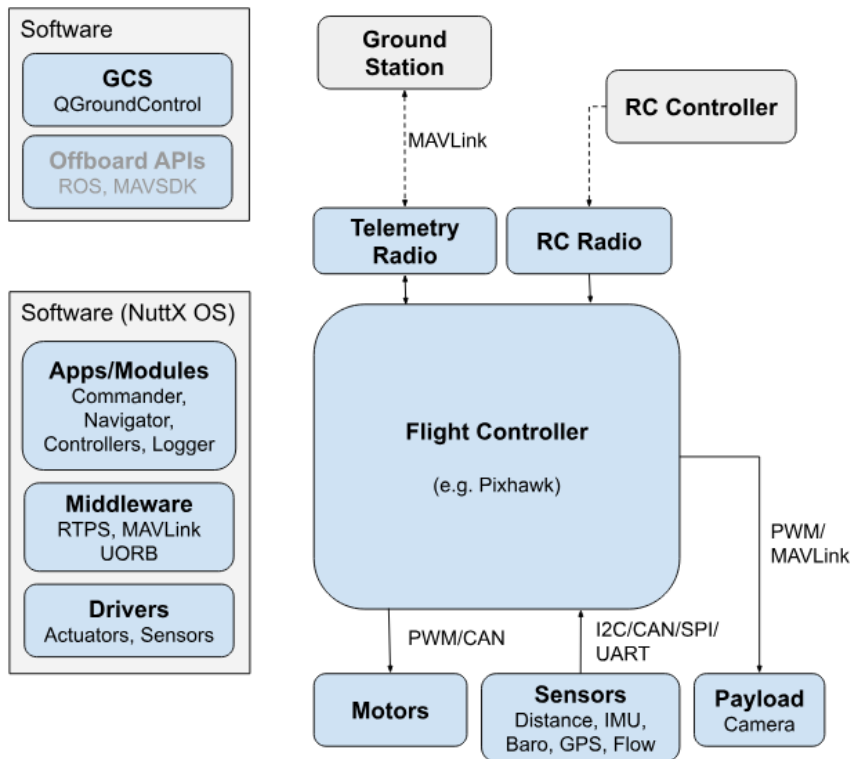 Software
GCS
QGroundControl
Offboard APIs
ROS, MAVSDK
Ground
Station
RC Controller
MAVLink
Telemetry
Radio
RC Radio
Software (NuttX OS)
Apps/Modules
Commander,
Navigator,
Controllers, Logger
Middleware
RTPS, MAVLink
UORB
Drivers
Actuators, Sensors
Flight Controller
(e.g. Pixhawk)
PWM/
MAVLink
PWM/CAN
I2C/CAN/SPI/
UART
Motors
Sensors
Distance, IMU,
Baro, GPS, Flow
Payload
Camera